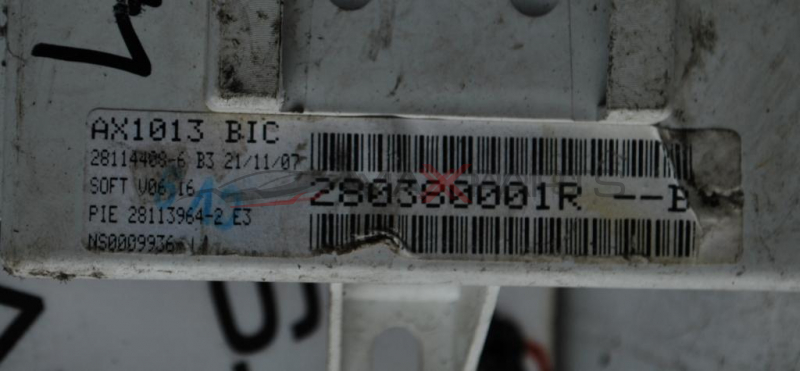 AX1013 BIC
28114408-6 B3 21/11/07
SOFT V06 16
280380001R --B
PIE 28113964-2 E3
NS0009936